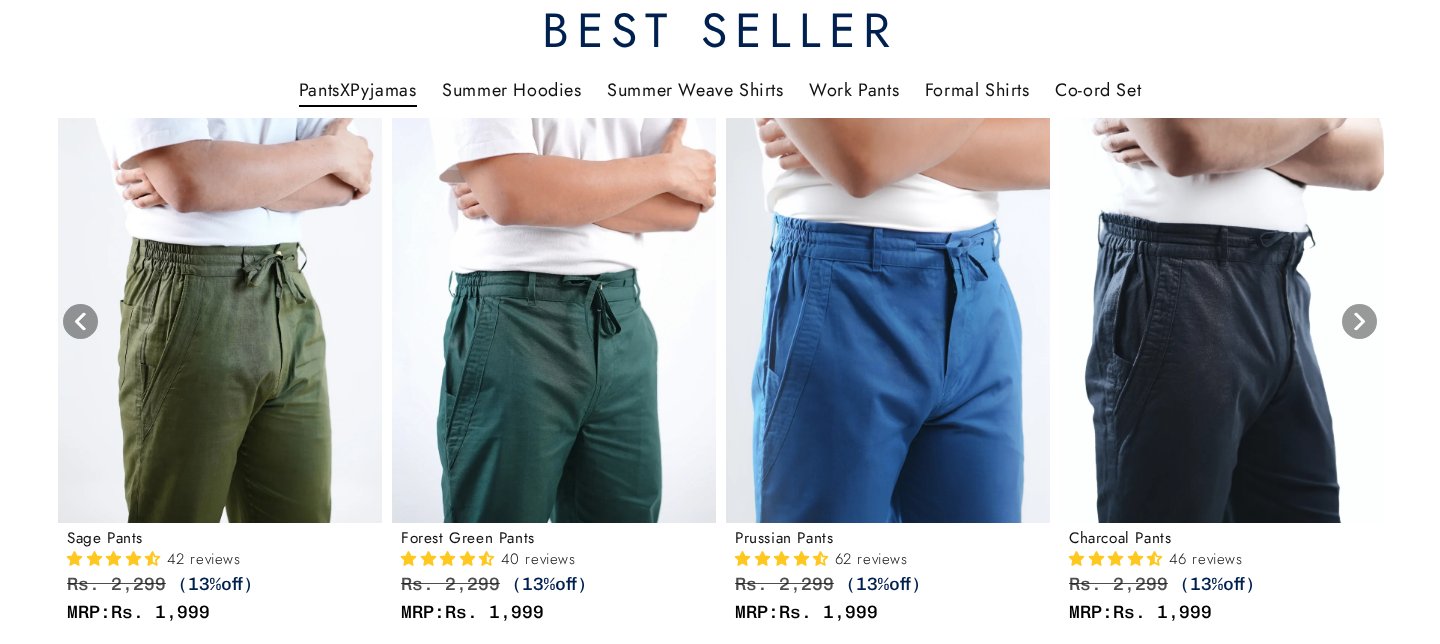 BEST SELLER
PantsXPyjamas Summer Hoodies Summer Weave Shirts Work Pants Formal Shirts Co-ord Set
Sage Pants
42 reviews
Rs. 2,299 (13%off)
MRP:Rs. 1,999
Forest Green Pants
40 reviews
Rs. 2,299 (13%off)
MRP:Rs. 1,999
Prussian Pants
62 reviews
Rs. 2,299 (13%off)
MRP:Rs. 1,999
Charcoal Pants
46 reviews
Rs. 2,299 (13%off)
MRP:Rs. 1,999